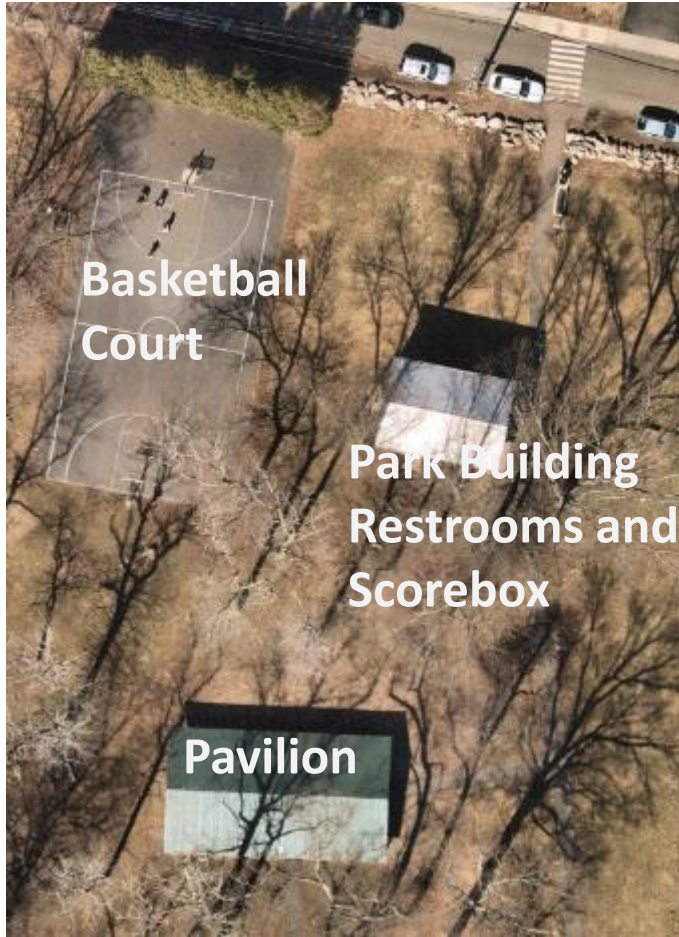 Basketball
Court
Park Building
Restrooms and
Scorebox
Pavilion